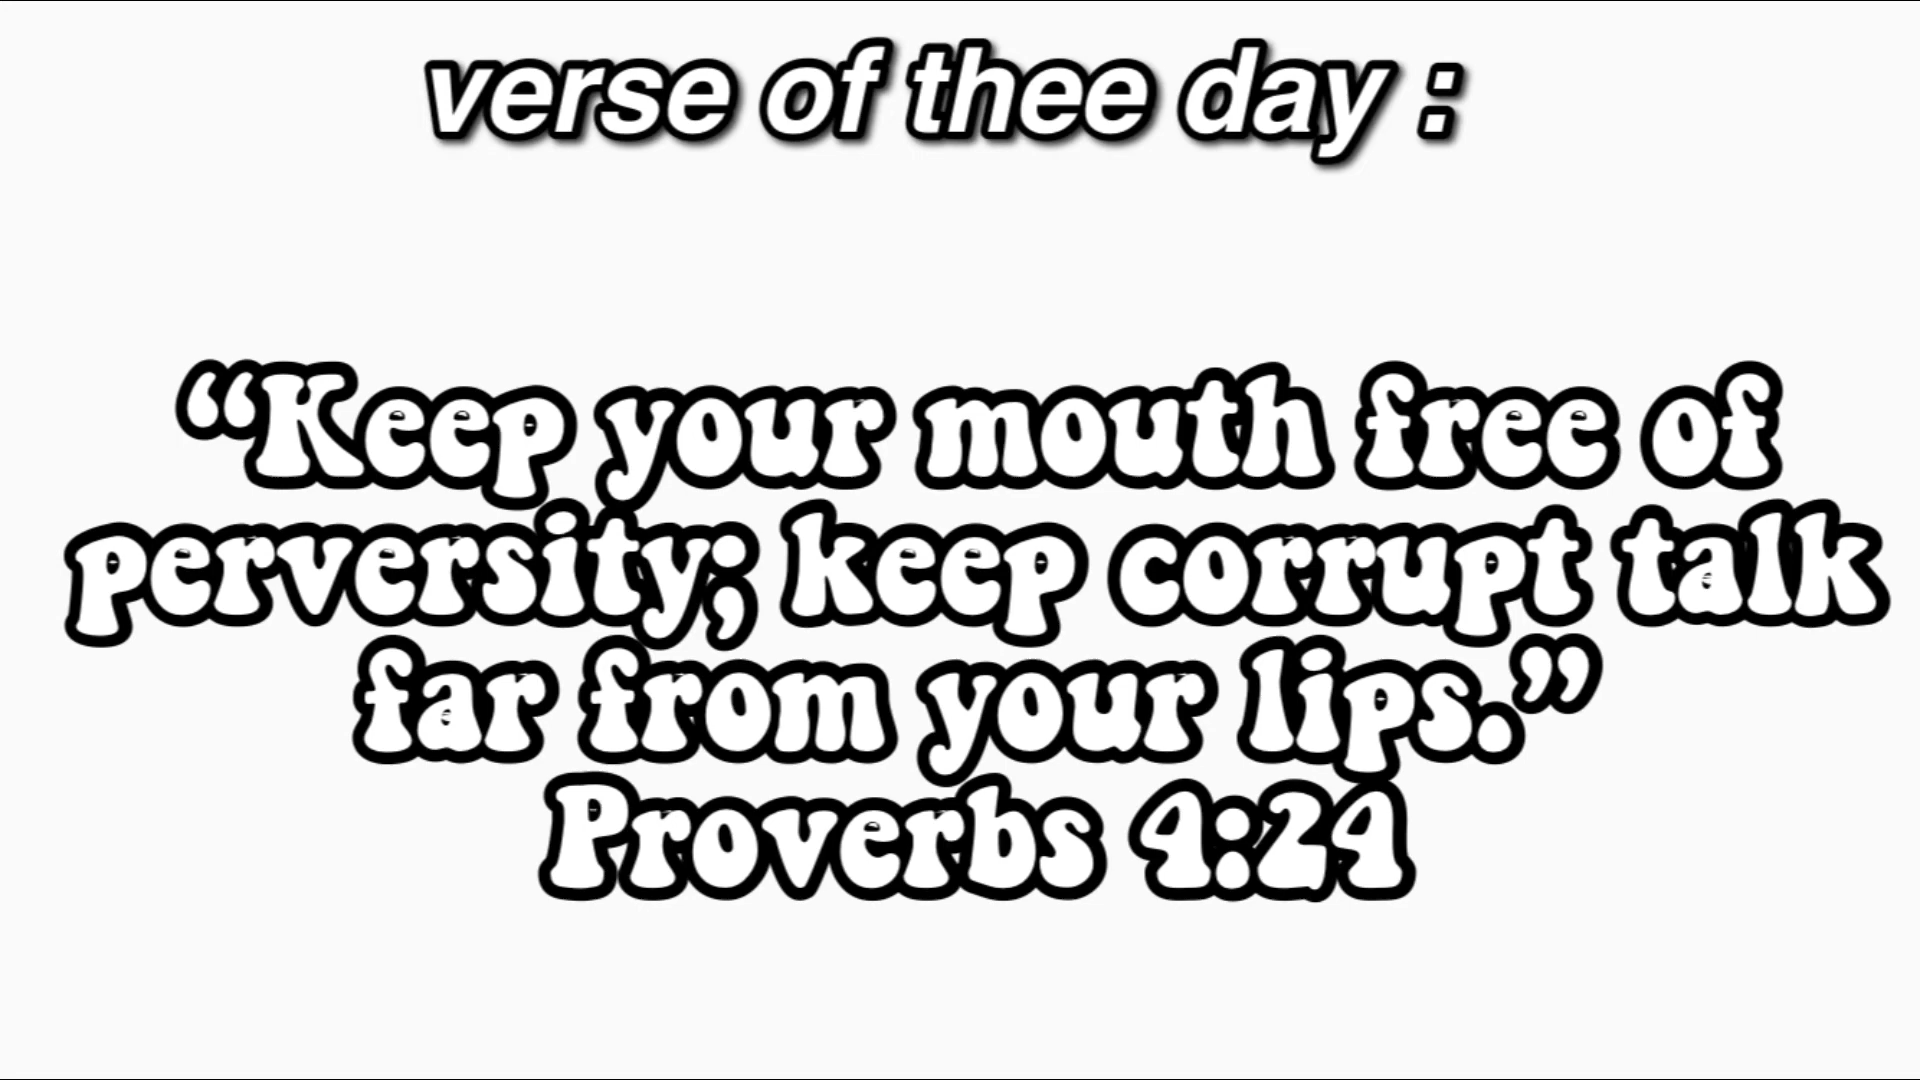 verse of thee day :
“Keep your mouth free of
perversity; keep corrupt talk
far from your lips.”
Proverbs 4:24